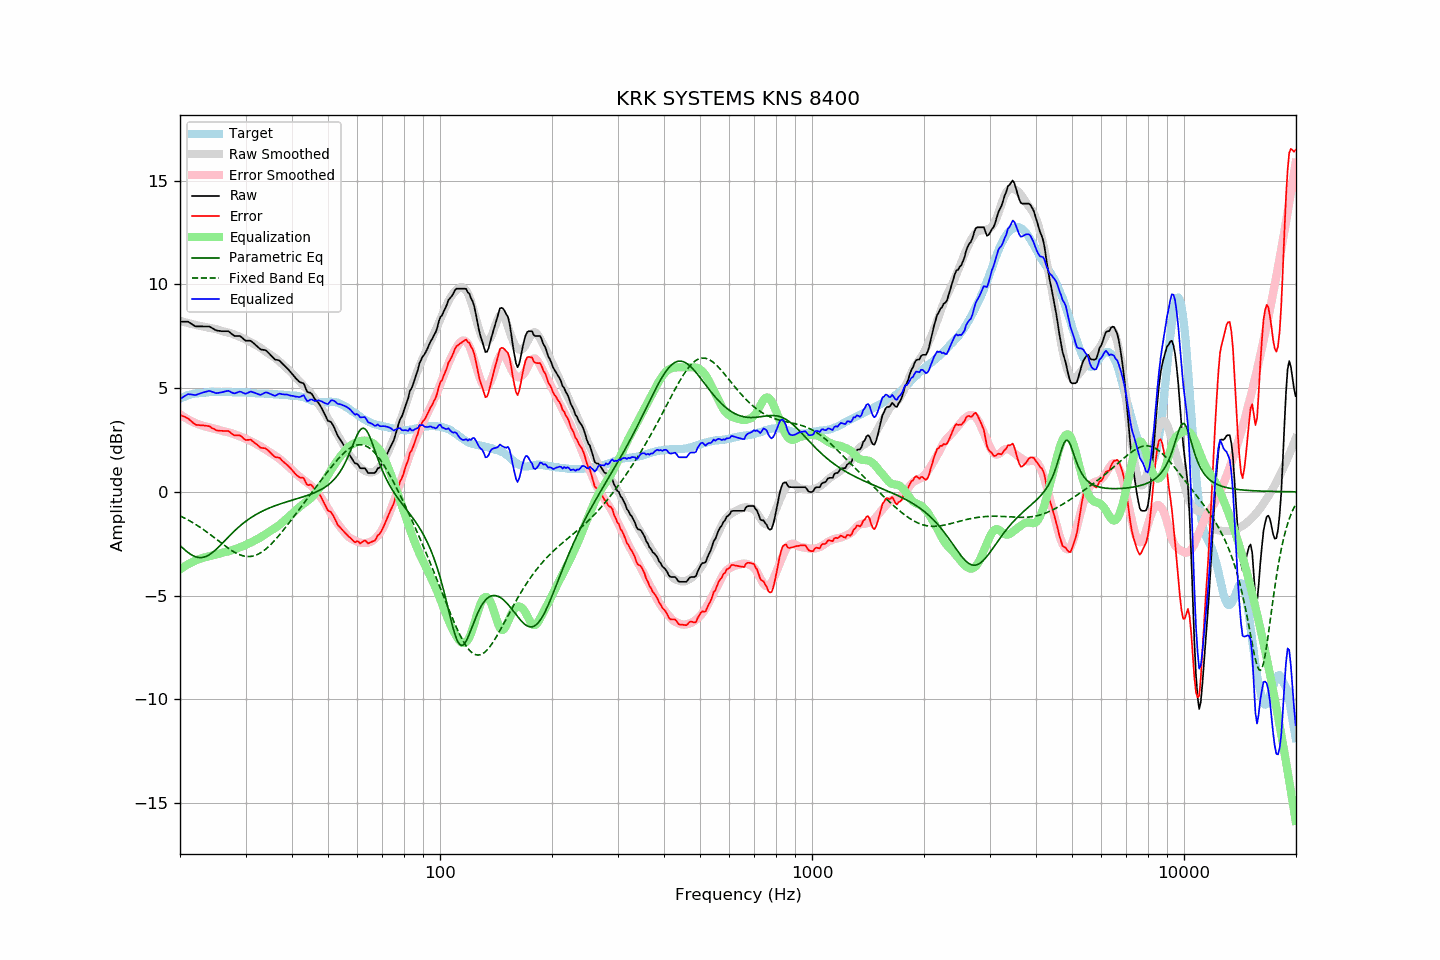 KRK SYSTEMS KNS 8400
Target
Raw Smoothed
Error Smoothed
Raw
Error
Equalization
Parametric Eq
Fixed Band Eq
Equalized
15
10
5
0
−5
−10
−15
Amplitude (dBr)
100 1000 10000
Frequency (Hz)